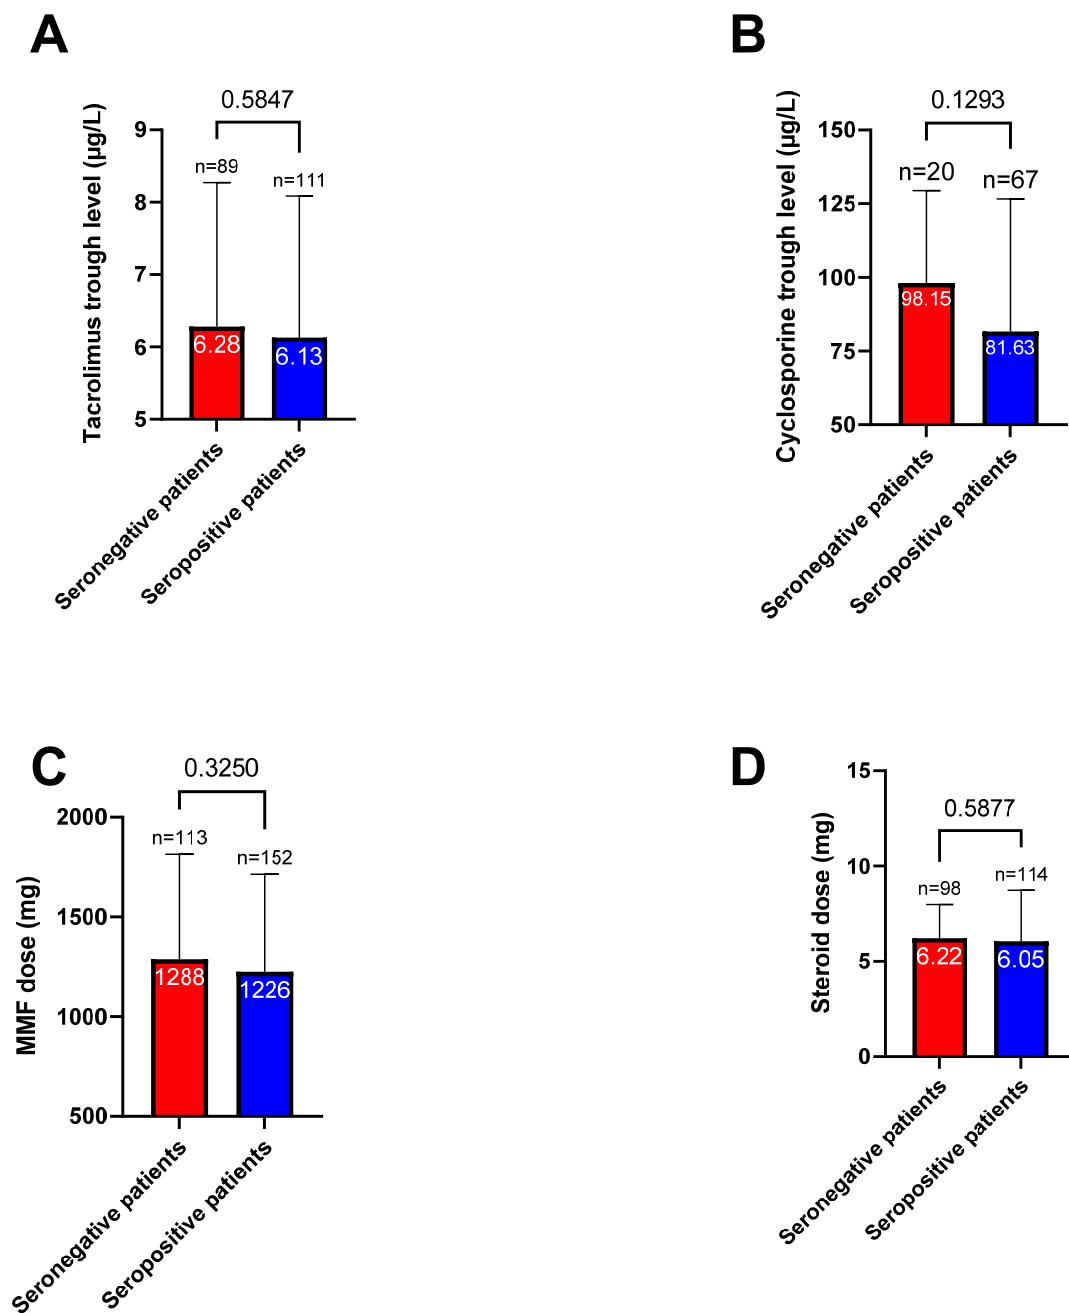 A
Tacrolimus trough level (µg/L)
0.5847
9
8
7
6
5
n=89
n=111
6.28
6.13
Seronegative patients
Seropositive patients
B
Cyclosporine trough level (µg/L)
0.1293
150
125
100
75
50
n=20
n=67
98.15
81.63
Seronegative patients
Seropositive patients
C
MMF dose (mg)
0.3250
2000
1500
1000
500
n=113
n=152
1288
1226
Seronegative patients
Seropositive patients
D
Steroid dose (mg)
0.5877
15
10
5
0
n=98
n=114
6.22
6.05
Seronegative patients
Seropositive patients